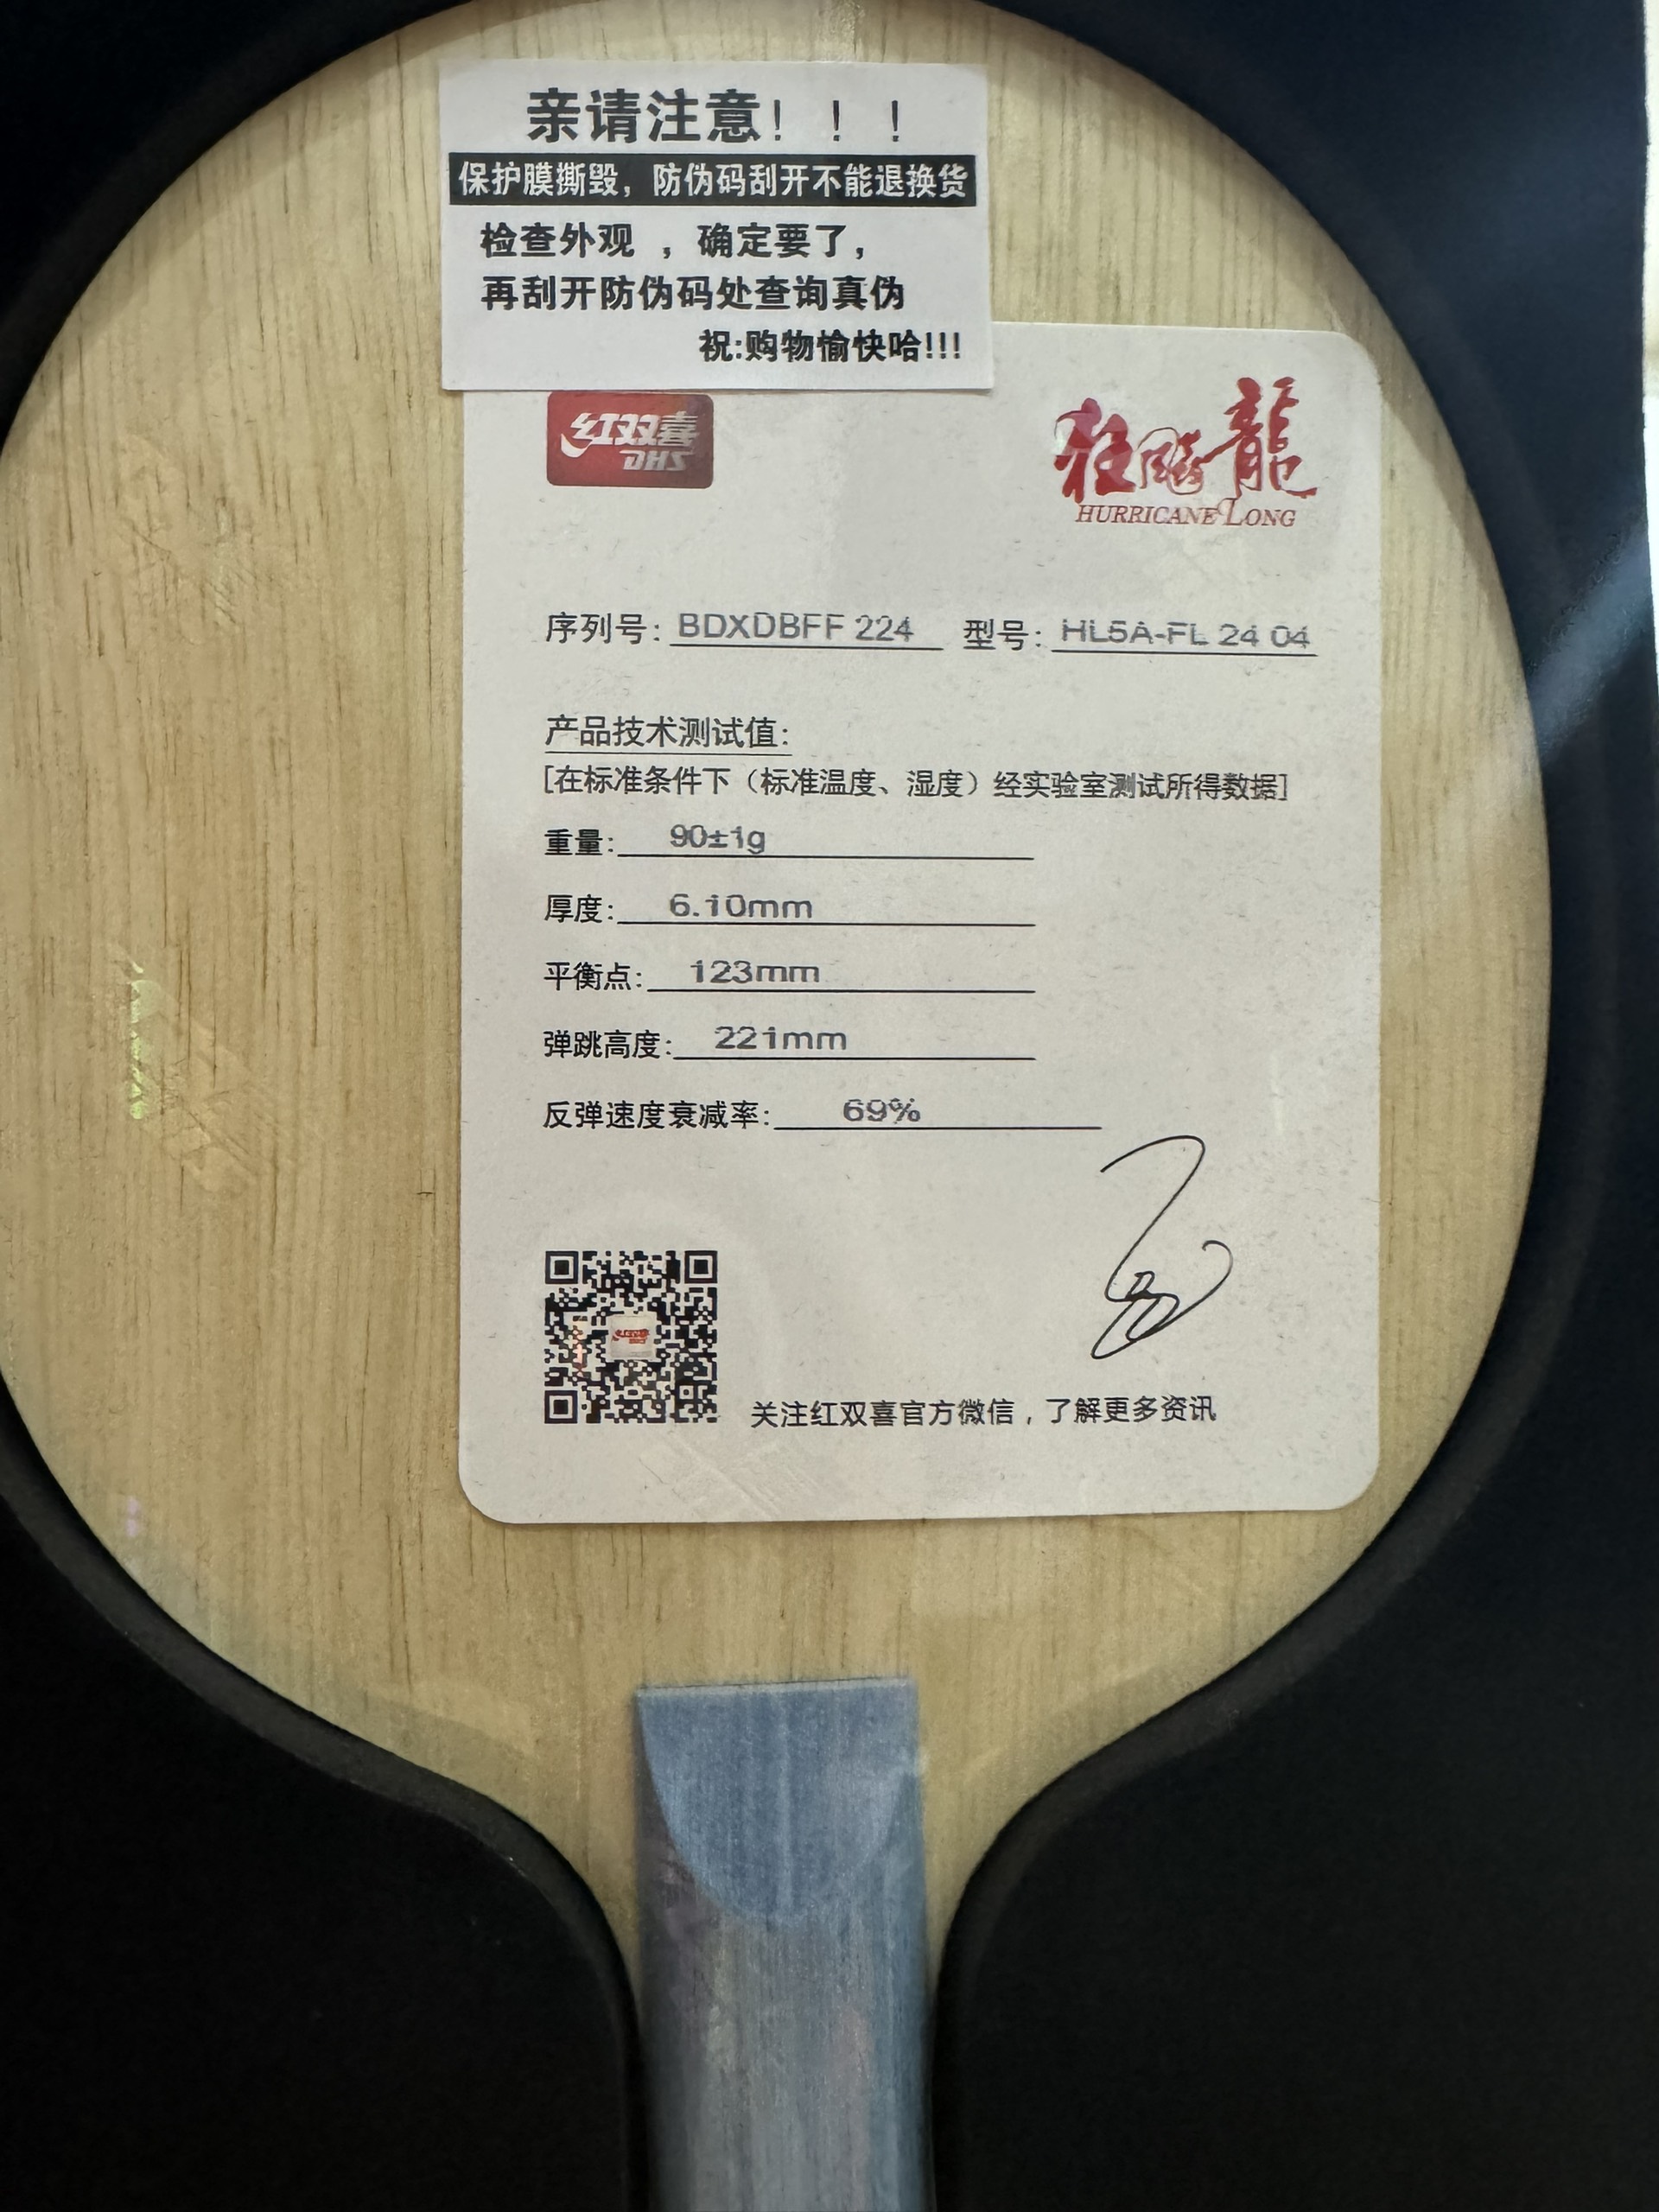 亲请注意！！！
保护膜撕毁，防伪码刮开不能退换货
检查外观，确定要了，
再刮开防伪码处查询真伪
祝:购物愉快哈!!!
红双喜
DHS
狂飚龍
HURRICANE LONG
序列号: BDXDBFF 224 型号: HL5A-FL 24 04
产品技术测试值:
[在标准条件下（标准温度、湿度）经实验室测试所得数据]
重量: 90±1g
厚度: 6.10mm
平衡点: 123mm
弹跳高度: 221mm
反弹速度衰减率: 69%
关注红双喜官方微信，了解更多资讯